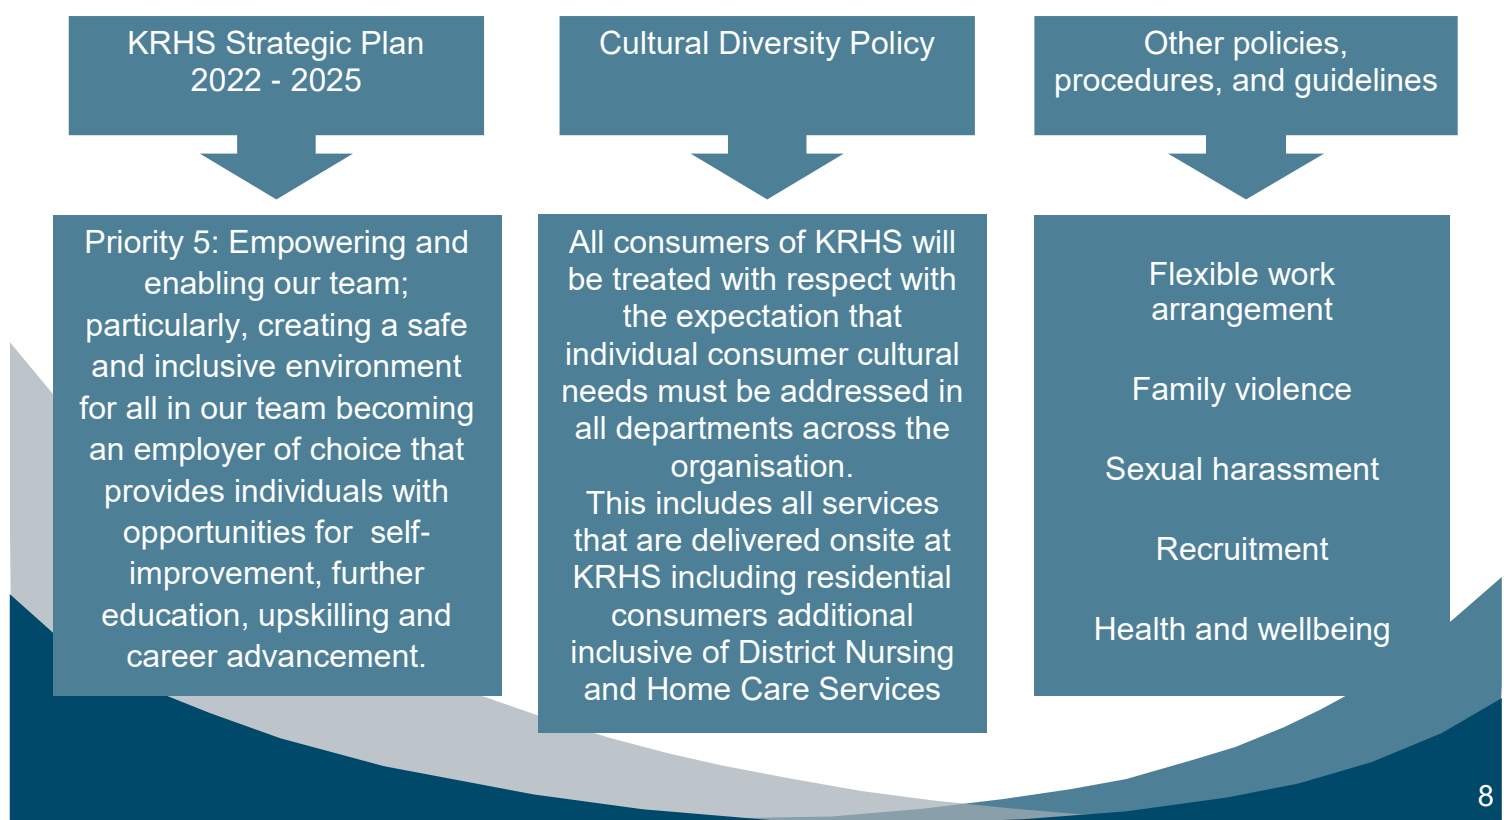 KRHS Strategic Plan
2022 - 2025
Cultural Diversity Policy
Other policies,
procedures, and guidelines
Priority 5: Empowering and
enabling our team;
particularly, creating a safe
and inclusive environment
for all in our team becoming
an employer of choice that
provides individuals with
opportunities for  self-
improvement, further
education, upskilling and
career advancement.
All consumers of KRHS will
be treated with respect with
the expectation that
individual consumer cultural
needs must be addressed in
all departments across the
organisation.
This includes all services
that are delivered onsite at
KRHS including residential
consumers additional
inclusive of District Nursing
and Home Care Services
Flexible work
arrangement
Family violence
Sexual harassment
Recruitment
Health and wellbeing
8